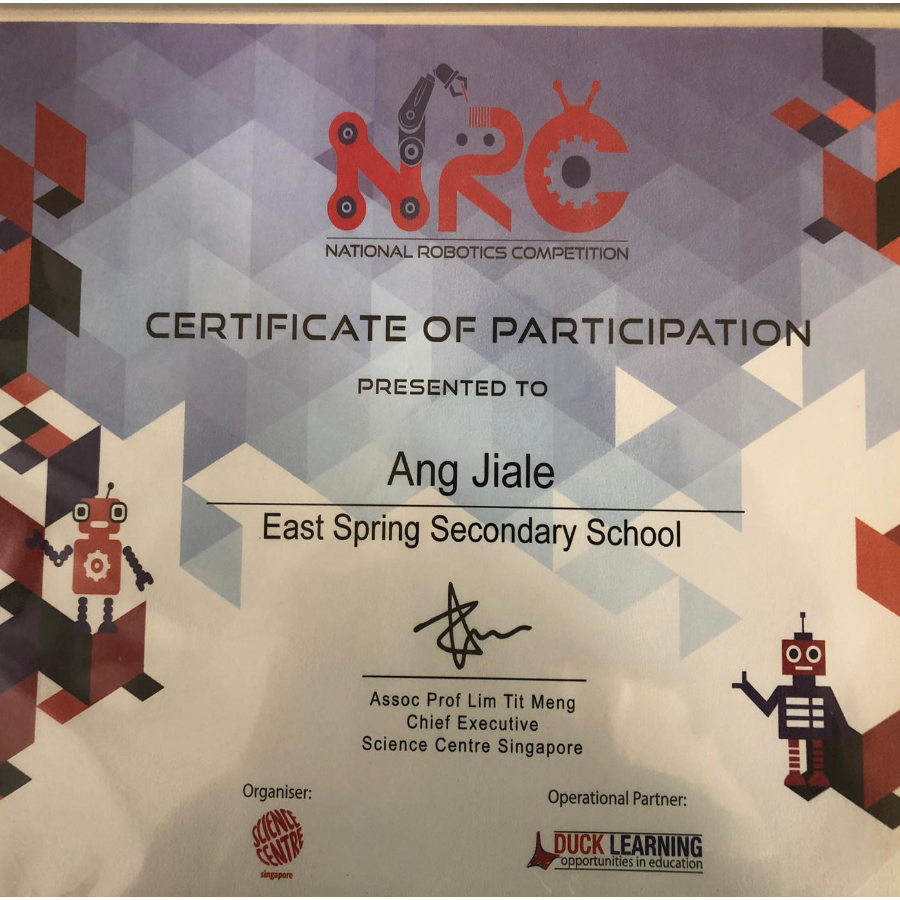 NRC
NATIONAL ROBOTICS COMPETITION
CERTIFICATE OF PARTICIPATION
PRESENTED TO
Ang Jiale
East Spring Secondary School
Assoc Prof Lim Tit Meng
Chief Executive
Science Centre Singapore
Organiser:
SCIENCE
CENTRE
singapore
Operational Partner:
DUCK LEARNING
opportunities in education